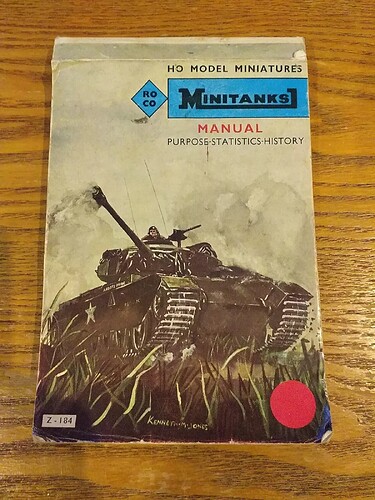 HO MODEL MINIATURES
RO
CO
MINITANKS
MANUAL
PURPOSE·STATISTICS·HISTORY
Z - 184
KENNETH·M·JONES